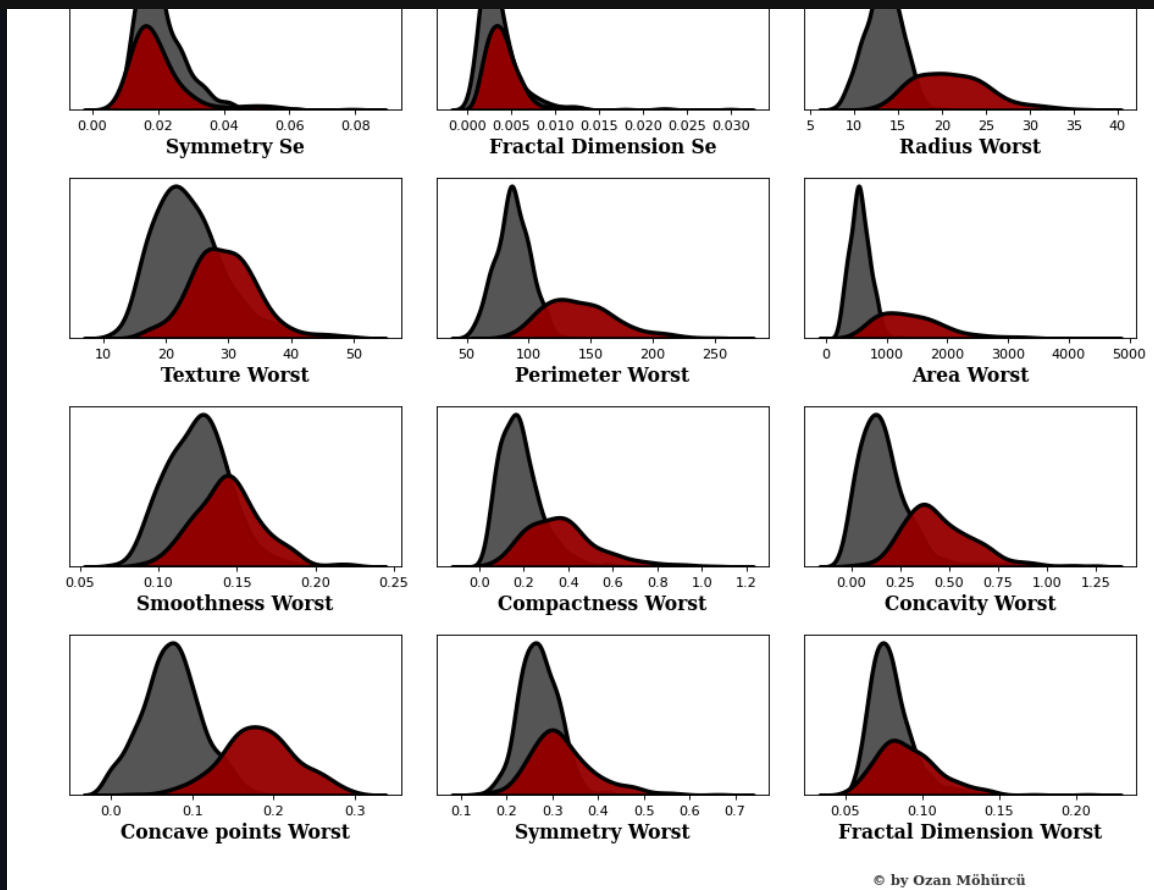 0.00 0.02 0.04 0.06 0.08
Symmetry Se
0.000 0.005 0.010 0.015 0.020 0.025 0.030
Fractal Dimension Se
5 10 15 20 25 30 35 40
Radius Worst
10 20 30 40 50
Texture Worst
50 100 150 200 250
Perimeter Worst
0 1000 2000 3000 4000 5000
Area Worst
0.05 0.10 0.15 0.20 0.25
Smoothness Worst
0.0 0.2 0.4 0.6 0.8 1.0 1.2
Compactness Worst
0.00 0.25 0.50 0.75 1.00 1.25
Concavity Worst
0.0 0.1 0.2 0.3
Concave points Worst
0.1 0.2 0.3 0.4 0.5 0.6 0.7
Symmetry Worst
0.05 0.10 0.15 0.20
Fractal Dimension Worst
© by Ozan Möhürcü